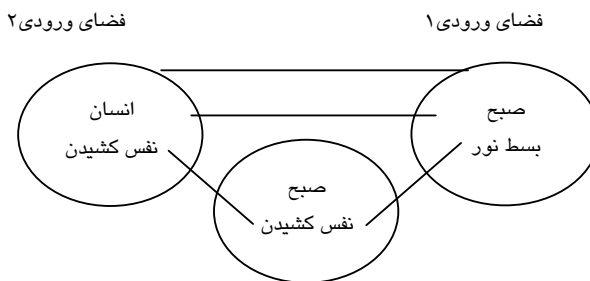 فضای ورودی۱
فضای ورودی۲
صبح
بسط نور
انسان
نفس کشیدن
صبح
نفس کشیدن